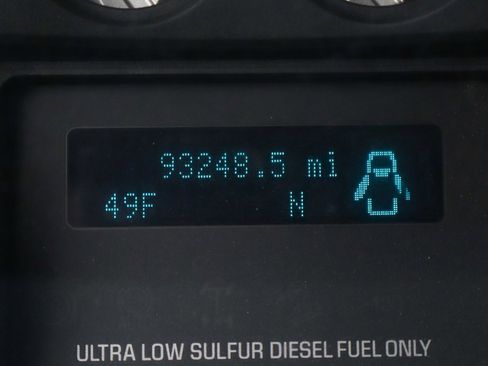 93248.5 mi
49F N
ULTRA LOW SULFUR DIESEL FUEL ONLY